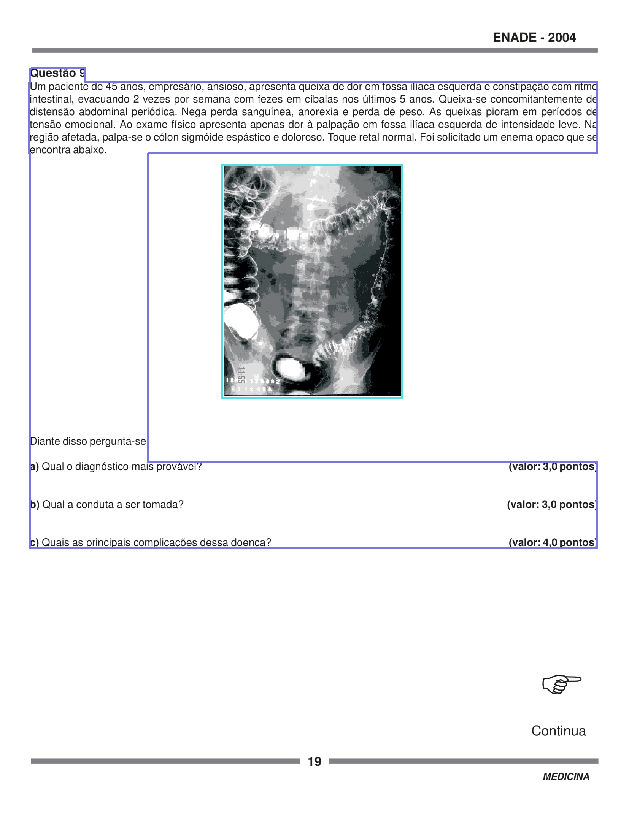 ENADE - 2004
Questão 9
Um paciente de 45 anos, empresário, ansioso, apresenta queixa de dor em fossa ilíaca esquerda e constipação com ritmo
intestinal, evacuando 2 vezes por semana com fezes em cíbalas nos últimos 5 anos. Queixa-se concomitantemente de
distensão abdominal periódica. Nega perda sanguínea, anorexia e perda de peso. As queixas pioram em períodos de
tensão emocional. Ao exame físico apresenta apenas dor à palpação em fossa ilíaca esquerda de intensidade leve. Na
região afetada, palpa-se o cólon sigmóide espástico e doloroso. Toque retal normal. Foi solicitado um enema opaco que se
encontra abaixo.
Diante disso pergunta-se
a) Qual o diagnóstico mais provável? (valor: 3,0 pontos)
b) Qual a conduta a ser tomada? (valor: 3,0 pontos)
c) Quais as principais complicações dessa doença? (valor: 4,0 pontos)
Continua
19
MEDICINA